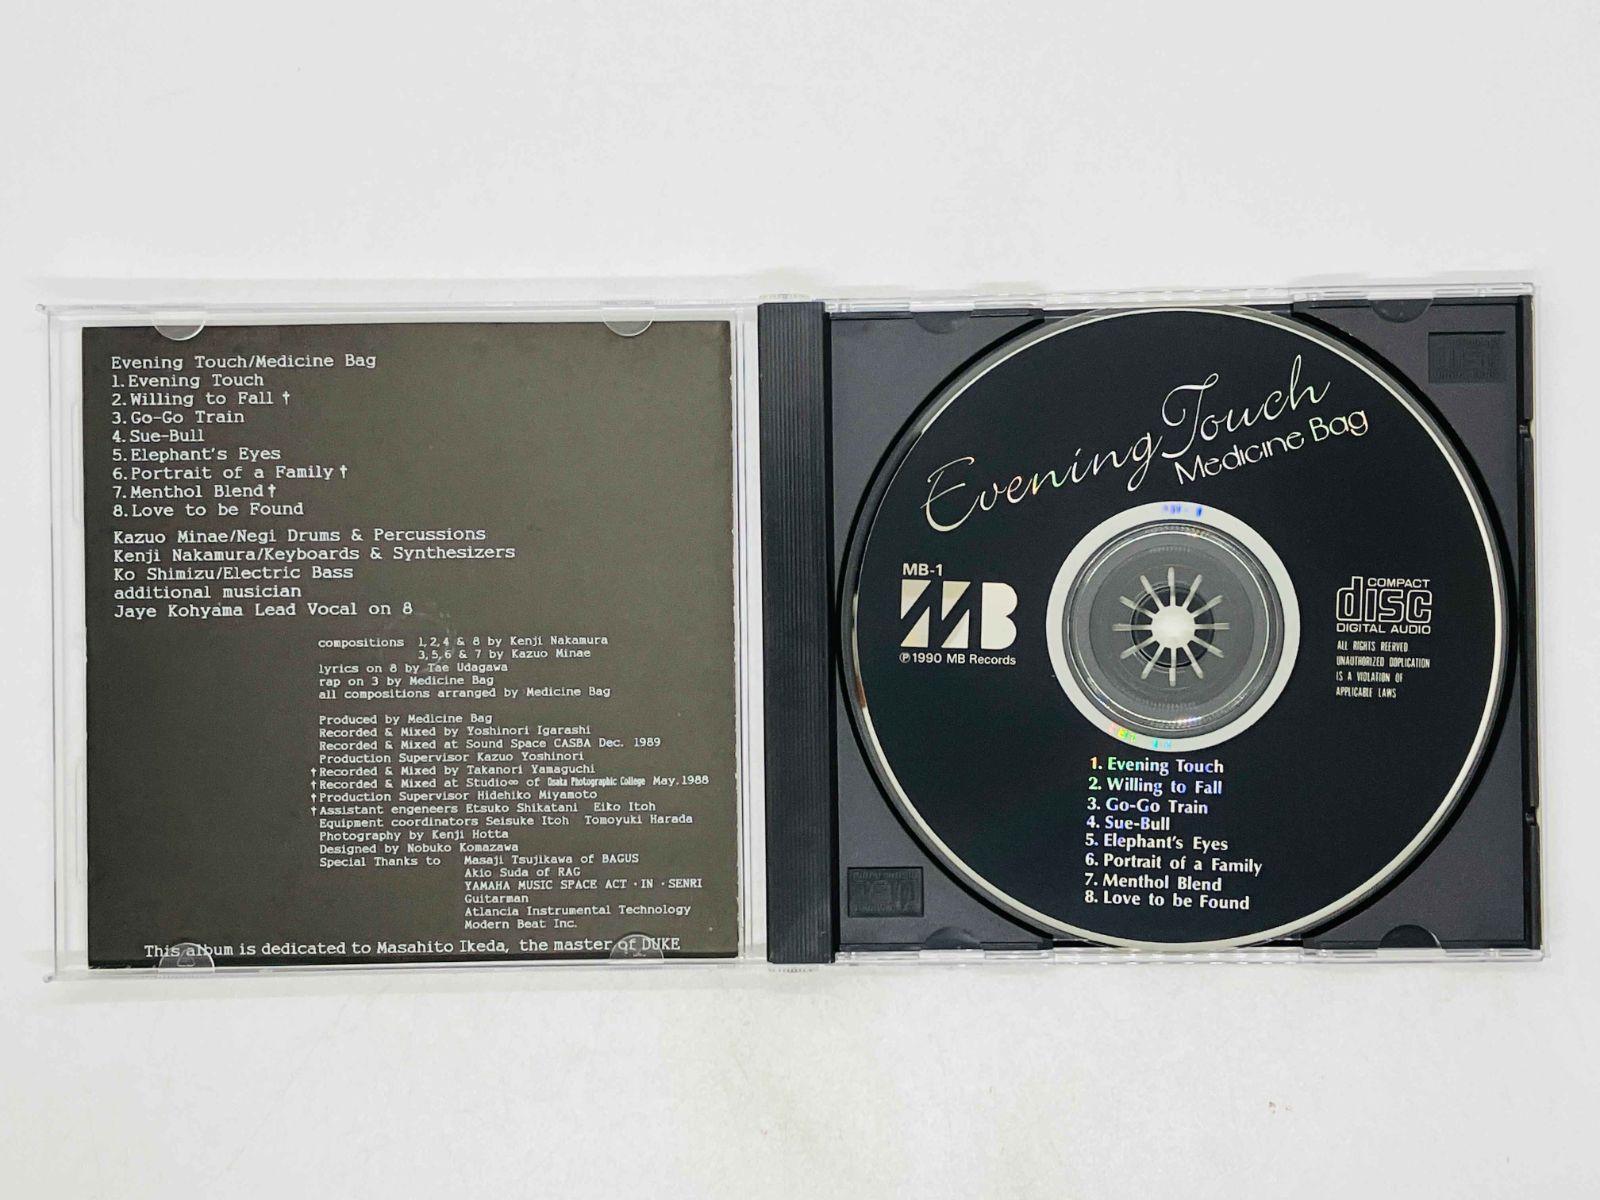 Evening Touch/Medicine Bag
1.Evening Touch
2.Willing to Fall †
3.Go-Go Train
4.Sue-Bull
5.Elephant's Eyes
6.Portrait of a Family †
7.Menthol Blend †
8.Love to be Found
Kazuo Minae/Negi Drums & Percussions
Kenji Nakamura/Keyboards & Synthesizers
Ko Shimizu/Electric Bass
additional musician
Jaye Kohyama Lead Vocal on 8
compositions 1,2,4 & 8 by Kenji Nakamura
3,5,6 & 7 by Kazuo Minae
lyrics on 8 by Tae Udagawa
rap on 3 by Medicine Bag
all compositions arranged by Medicine Bag
Produced by Medicine Bag
Recorded & Mixed by Yoshinori Igarashi
Recorded & Mixed at Sound Space CASBA Dec. 1989
Production Supervisor Kazuo Yoshinori
†Recorded & Mixed by Takanori Yamaguchi
†Recorded & Mixed at Studio∞ of Osaka Photographic College May.1988
†Production Supervisor Hidehiko Miyamoto
†Assistant engeneers Etsuko Shikatani Eiko Itoh
Equipment coordinators Seisuke Itoh Tomoyuki Harada
Photography by Kenji Hotta
Designed by Nobuko Komazawa
Special Thanks to Masaji Tsujikawa of BAGUS
Akio Suda of RAG
YAMAHA MUSIC SPACE ACT・IN・SENRI
Guitarman
Atlancia Instrumental Technology
Modern Beat Inc.
This album is dedicated to Masahito Ikeda, the master of DUKE
Evening Touch
Medicine Bag
MB-1
MB
Ⓟ1990 MB Records
COMPACT
disc
DIGITAL AUDIO
ALL RIGHTS REERVED
UNAUTHORIZED DOPLICATION
IS A VIOLATION OF
APPLICABLE LAWS
1. Evening Touch
2. Willing to Fall
3. Go-Go Train
4. Sue-Bull
5. Elephant's Eyes
6. Portrait of a Family
7. Menthol Blend
8. Love to be Found